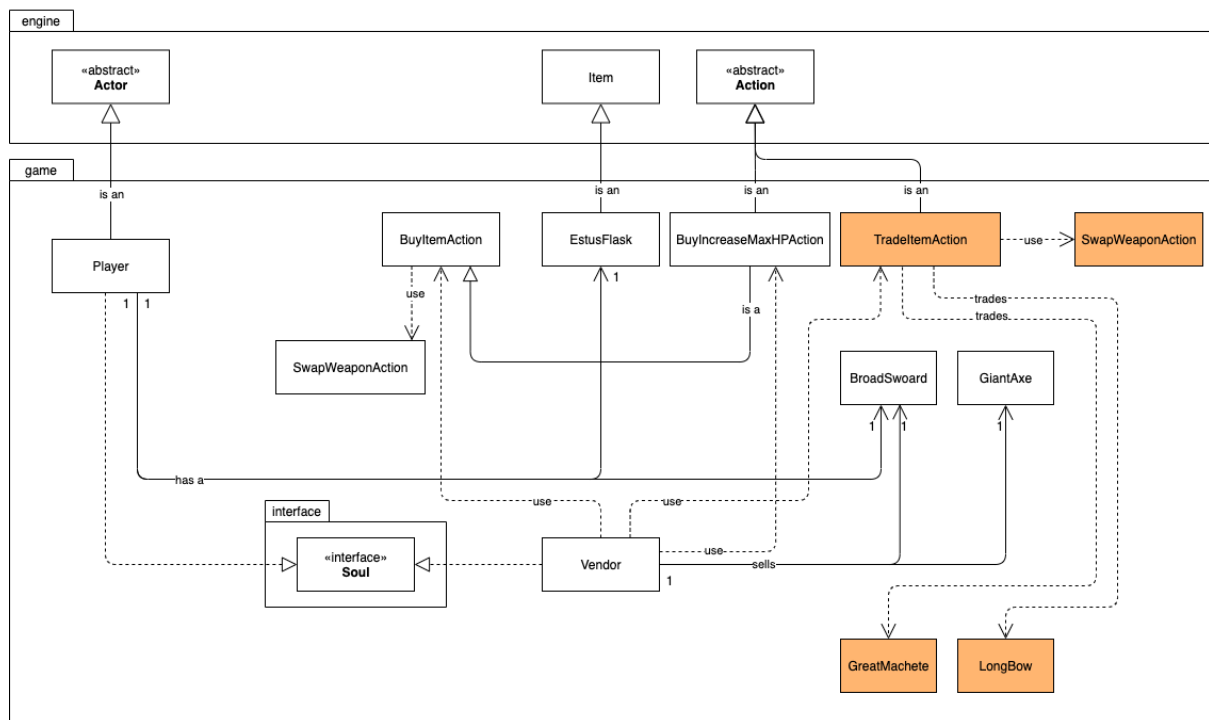 engine
«abstract»
Actor
Item
«abstract»
Action
game
is an
is an
is an
is an
Player
BuyItemAction
EstusFlask
BuyIncreaseMaxHPAction
TradeItemAction
use
SwapWeaponAction
1
1
use
1
is a
trades
trades
SwapWeaponAction
BroadSwoard
GiantAxe
1
1
1
has a
use
use
interface
«interface»
Soul
Vendor
use
sells
1
GreatMachete
LongBow